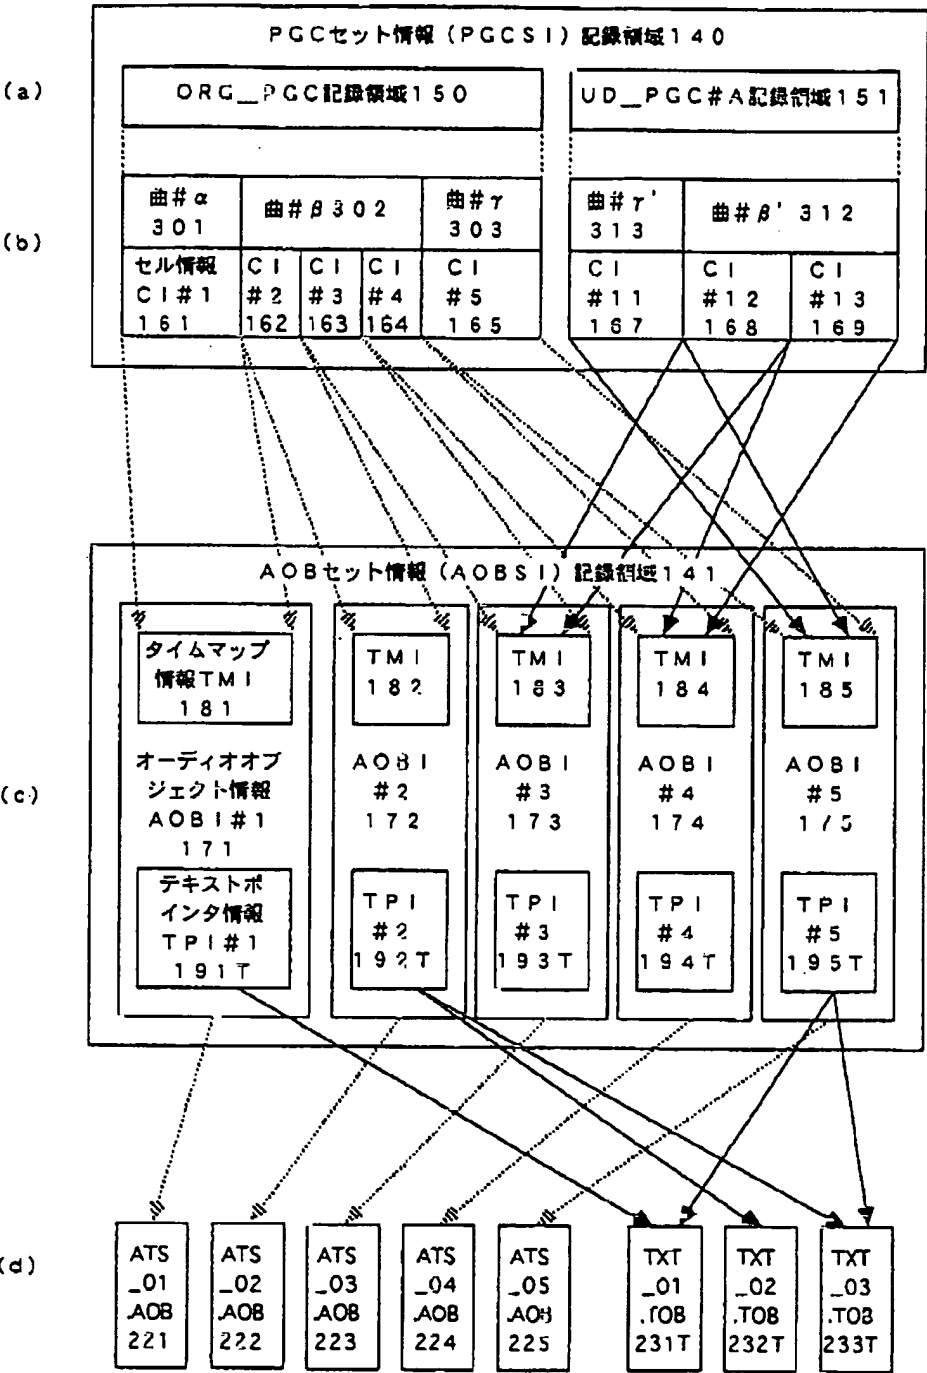 PGCセット情報(PGCSI)記録領域140
(a)
ORG__PGC記録領域150
UD__PGC#A記録領域151
(b)
曲#α
301
曲#β302
曲#γ
303
曲#γ'
313
曲#β'312
セル情報
CI#1
161
CI
#2
162
CI
#3
163
CI
#4
164
CI
#5
165
CI
#11
167
CI
#12
168
CI
#13
169
AOBセット情報(AOBSI)記録領域141
(c)
タイムマップ
情報TMI
181
オーディオオブ
ジェクト情報
AOBI#1
171
テキストポ
インタ情報
TPI#1
191T
TMI
182
AOBI
#2
172
TPI
#2
192T
TMI
183
AOBI
#3
173
TPI
#3
193T
TMI
184
AOBI
#4
174
TPI
#4
194T
TMI
185
AOBI
#5
175
TPI
#5
195T
(d)
ATS
_01
.AOB
221
ATS
_02
.AOB
222
ATS
_03
.AOB
223
ATS
_04
.AOB
224
ATS
_05
.AOB
225
TXT
_01
.TOB
231T
TXT
_02
.TOB
232T
TXT
_03
.TOB
233T